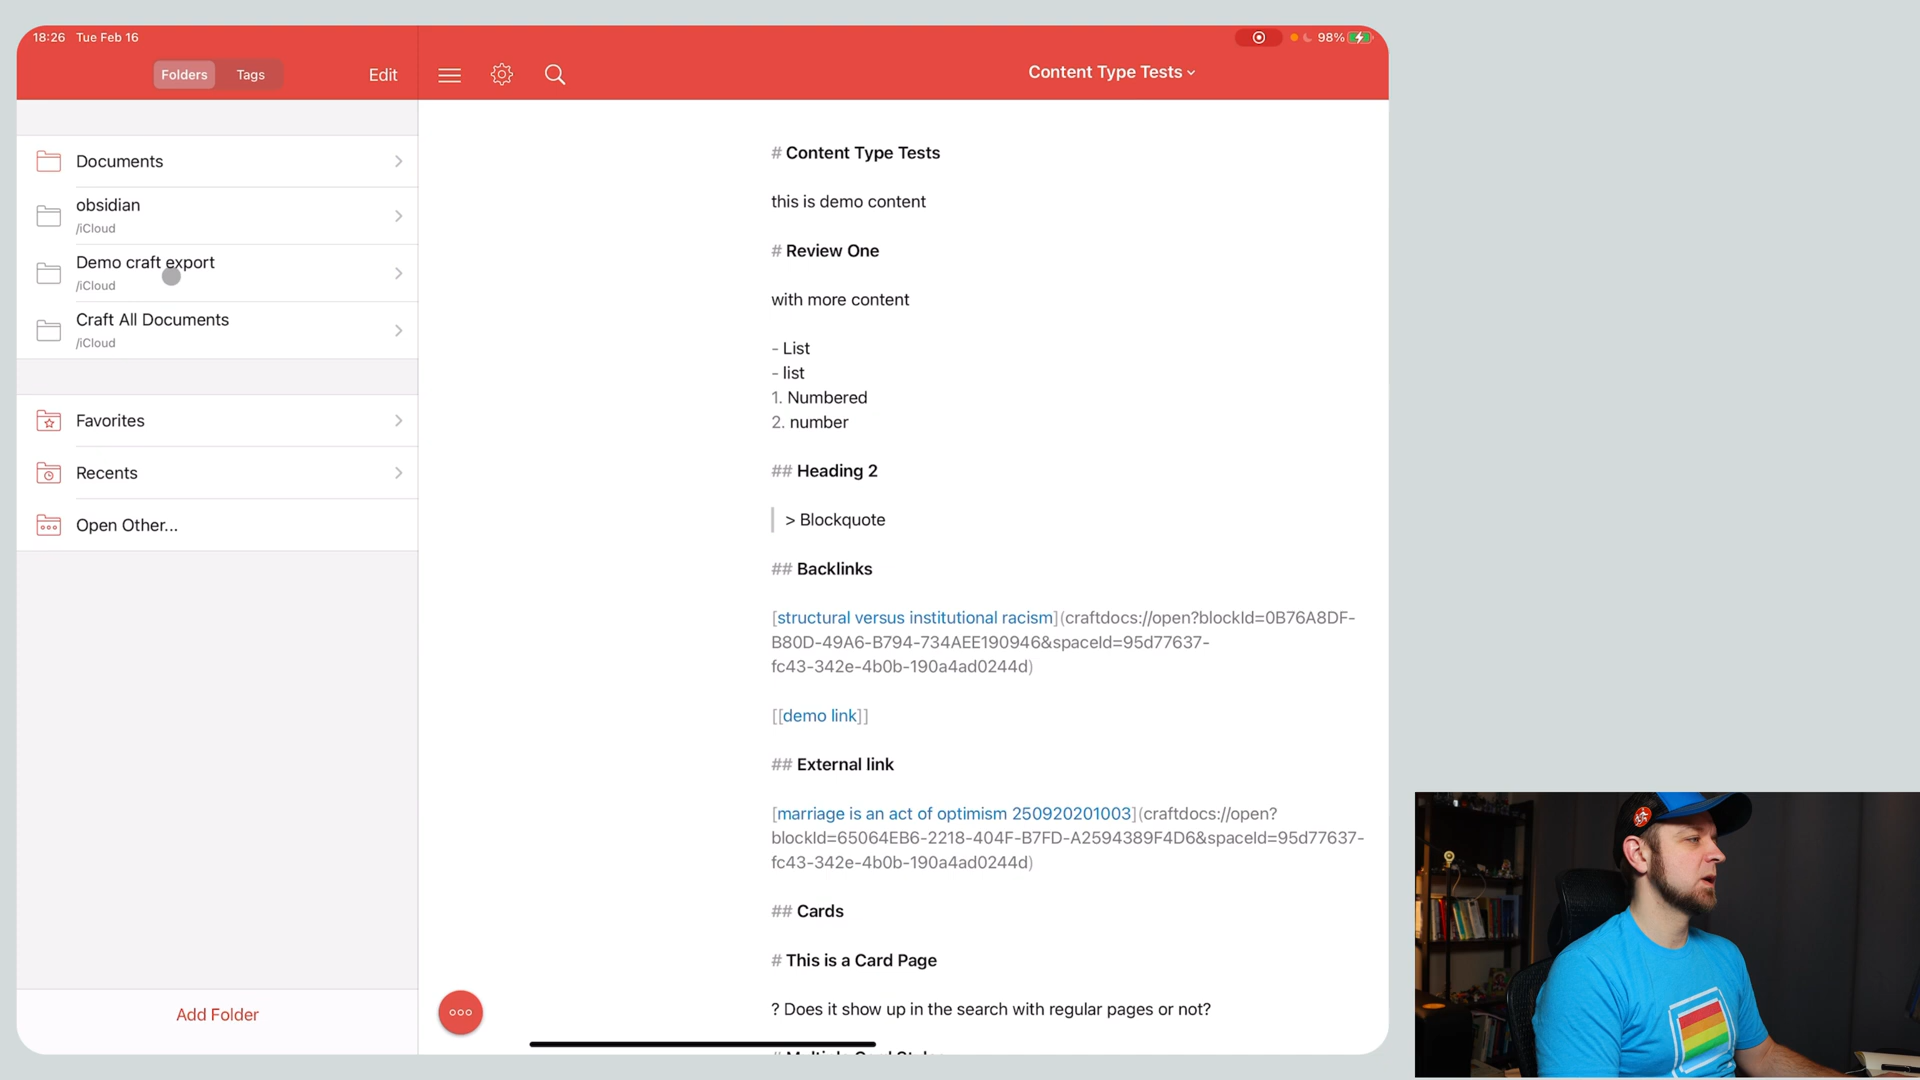 18:26 Tue Feb 16
98%
Folders
Tags
Edit
Content Type Tests
Documents
obsidian
/iCloud
Demo craft export
/iCloud
Craft All Documents
/iCloud
Favorites
Recents
Open Other...
Add Folder
# Content Type Tests
this is demo content
# Review One
with more content
- List
- list
1. Numbered
2. number
## Heading 2
> Blockquote
## Backlinks
[structural versus institutional racism](craftdocs://open?blockId=0B76A8DF-
B80D-49A6-B794-734AEE190946&spaceId=95d77637-
fc43-342e-4b0b-190a4ad0244d)
[[demo link]]
## External link
[marriage is an act of optimism 250920201003](craftdocs://open?
blockId=65064EB6-2218-404F-B7FD-A2594389F4D6&spaceId=95d77637-
fc43-342e-4b0b-190a4ad0244d)
## Cards
# This is a Card Page
? Does it show up in the search with regular pages or not?